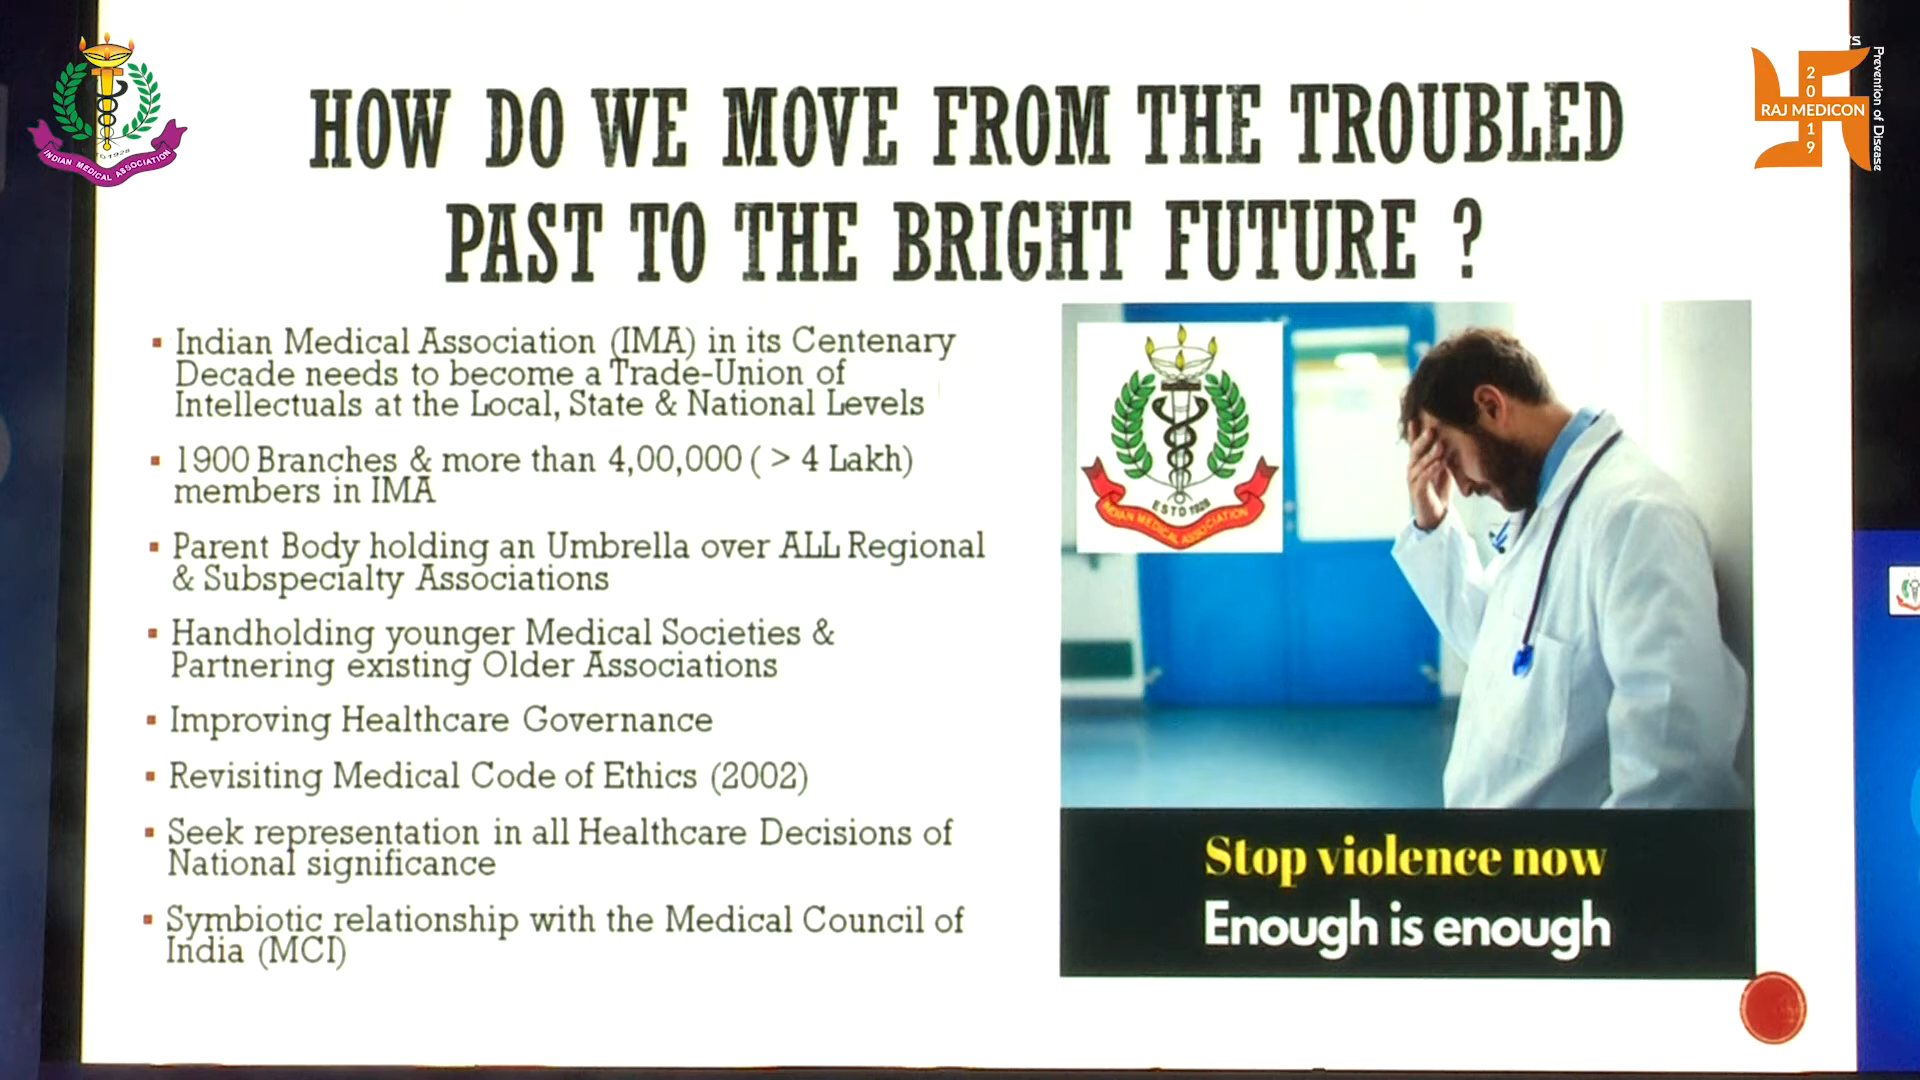 HOW DO WE MOVE FROM THE TROUBLED
PAST TO THE BRIGHT FUTURE ?
INDIAN MEDICAL ASSOCIATION
2019
RAJ MEDICON
Prevention of Disease
▪ Indian Medical Association (IMA) in its Centenary
Decade needs to become a Trade-Union of
Intellectuals at the Local, State & National Levels
▪ 1900 Branches & more than 4,00,000 ( > 4 Lakh)
members in IMA
▪ Parent Body holding an Umbrella over ALL Regional
& Subspecialty Associations
▪ Handholding younger Medical Societies &
Partnering existing Older Associations
▪ Improving Healthcare Governance
▪ Revisiting Medical Code of Ethics (2002)
▪ Seek representation in all Healthcare Decisions of
National significance
▪ Symbiotic relationship with the Medical Council of
India (MCI)
ESTD 1928
INDIAN MEDICAL ASSOCIATION
Stop violence now
Enough is enough